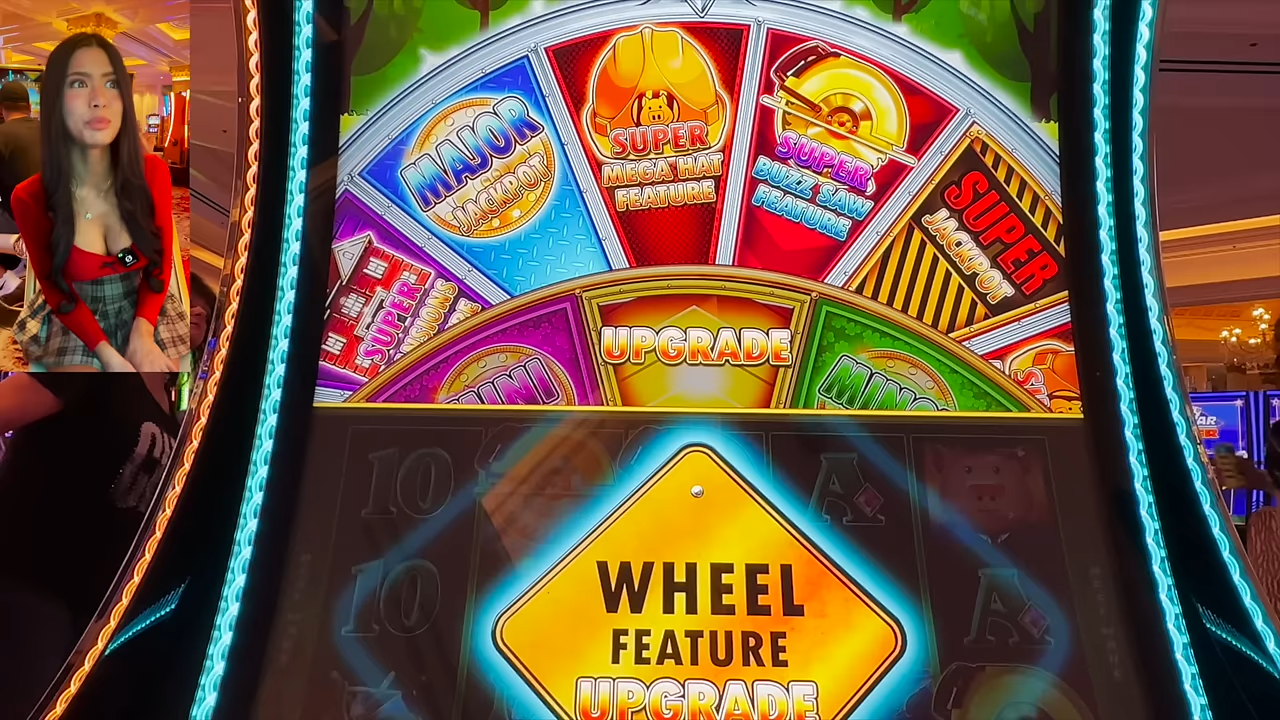 MAJOR
JACKPOT
SUPER
MEGA HAT
FEATURE
SUPER
BUZZ SAW
FEATURE
SUPER
JACKPOT
SUPER
MINI
UPGRADE
10
A
10
A
WHEEL
FEATURE
UPGRADE